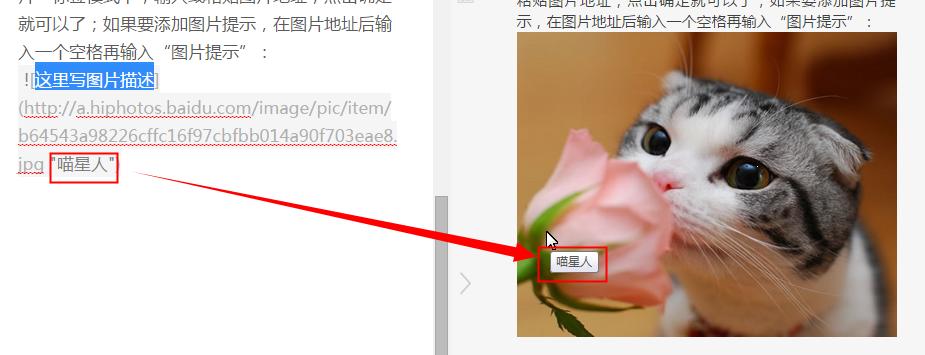 就可以了；如果要添加图片提示，在图片地址后输
入一个空格再输入“图片提示”：
![这里写图片描述]
(http://a.hiphotos.baidu.com/image/pic/item/
b64543a98226cffc16f97cbfbb014a90f703eae8.
jpg "喵星人")
粘贴图片地址，点击确定就可以了；如果要添加图片提
示，在图片地址后输入一个空格再输入“图片提示”：
喵星人